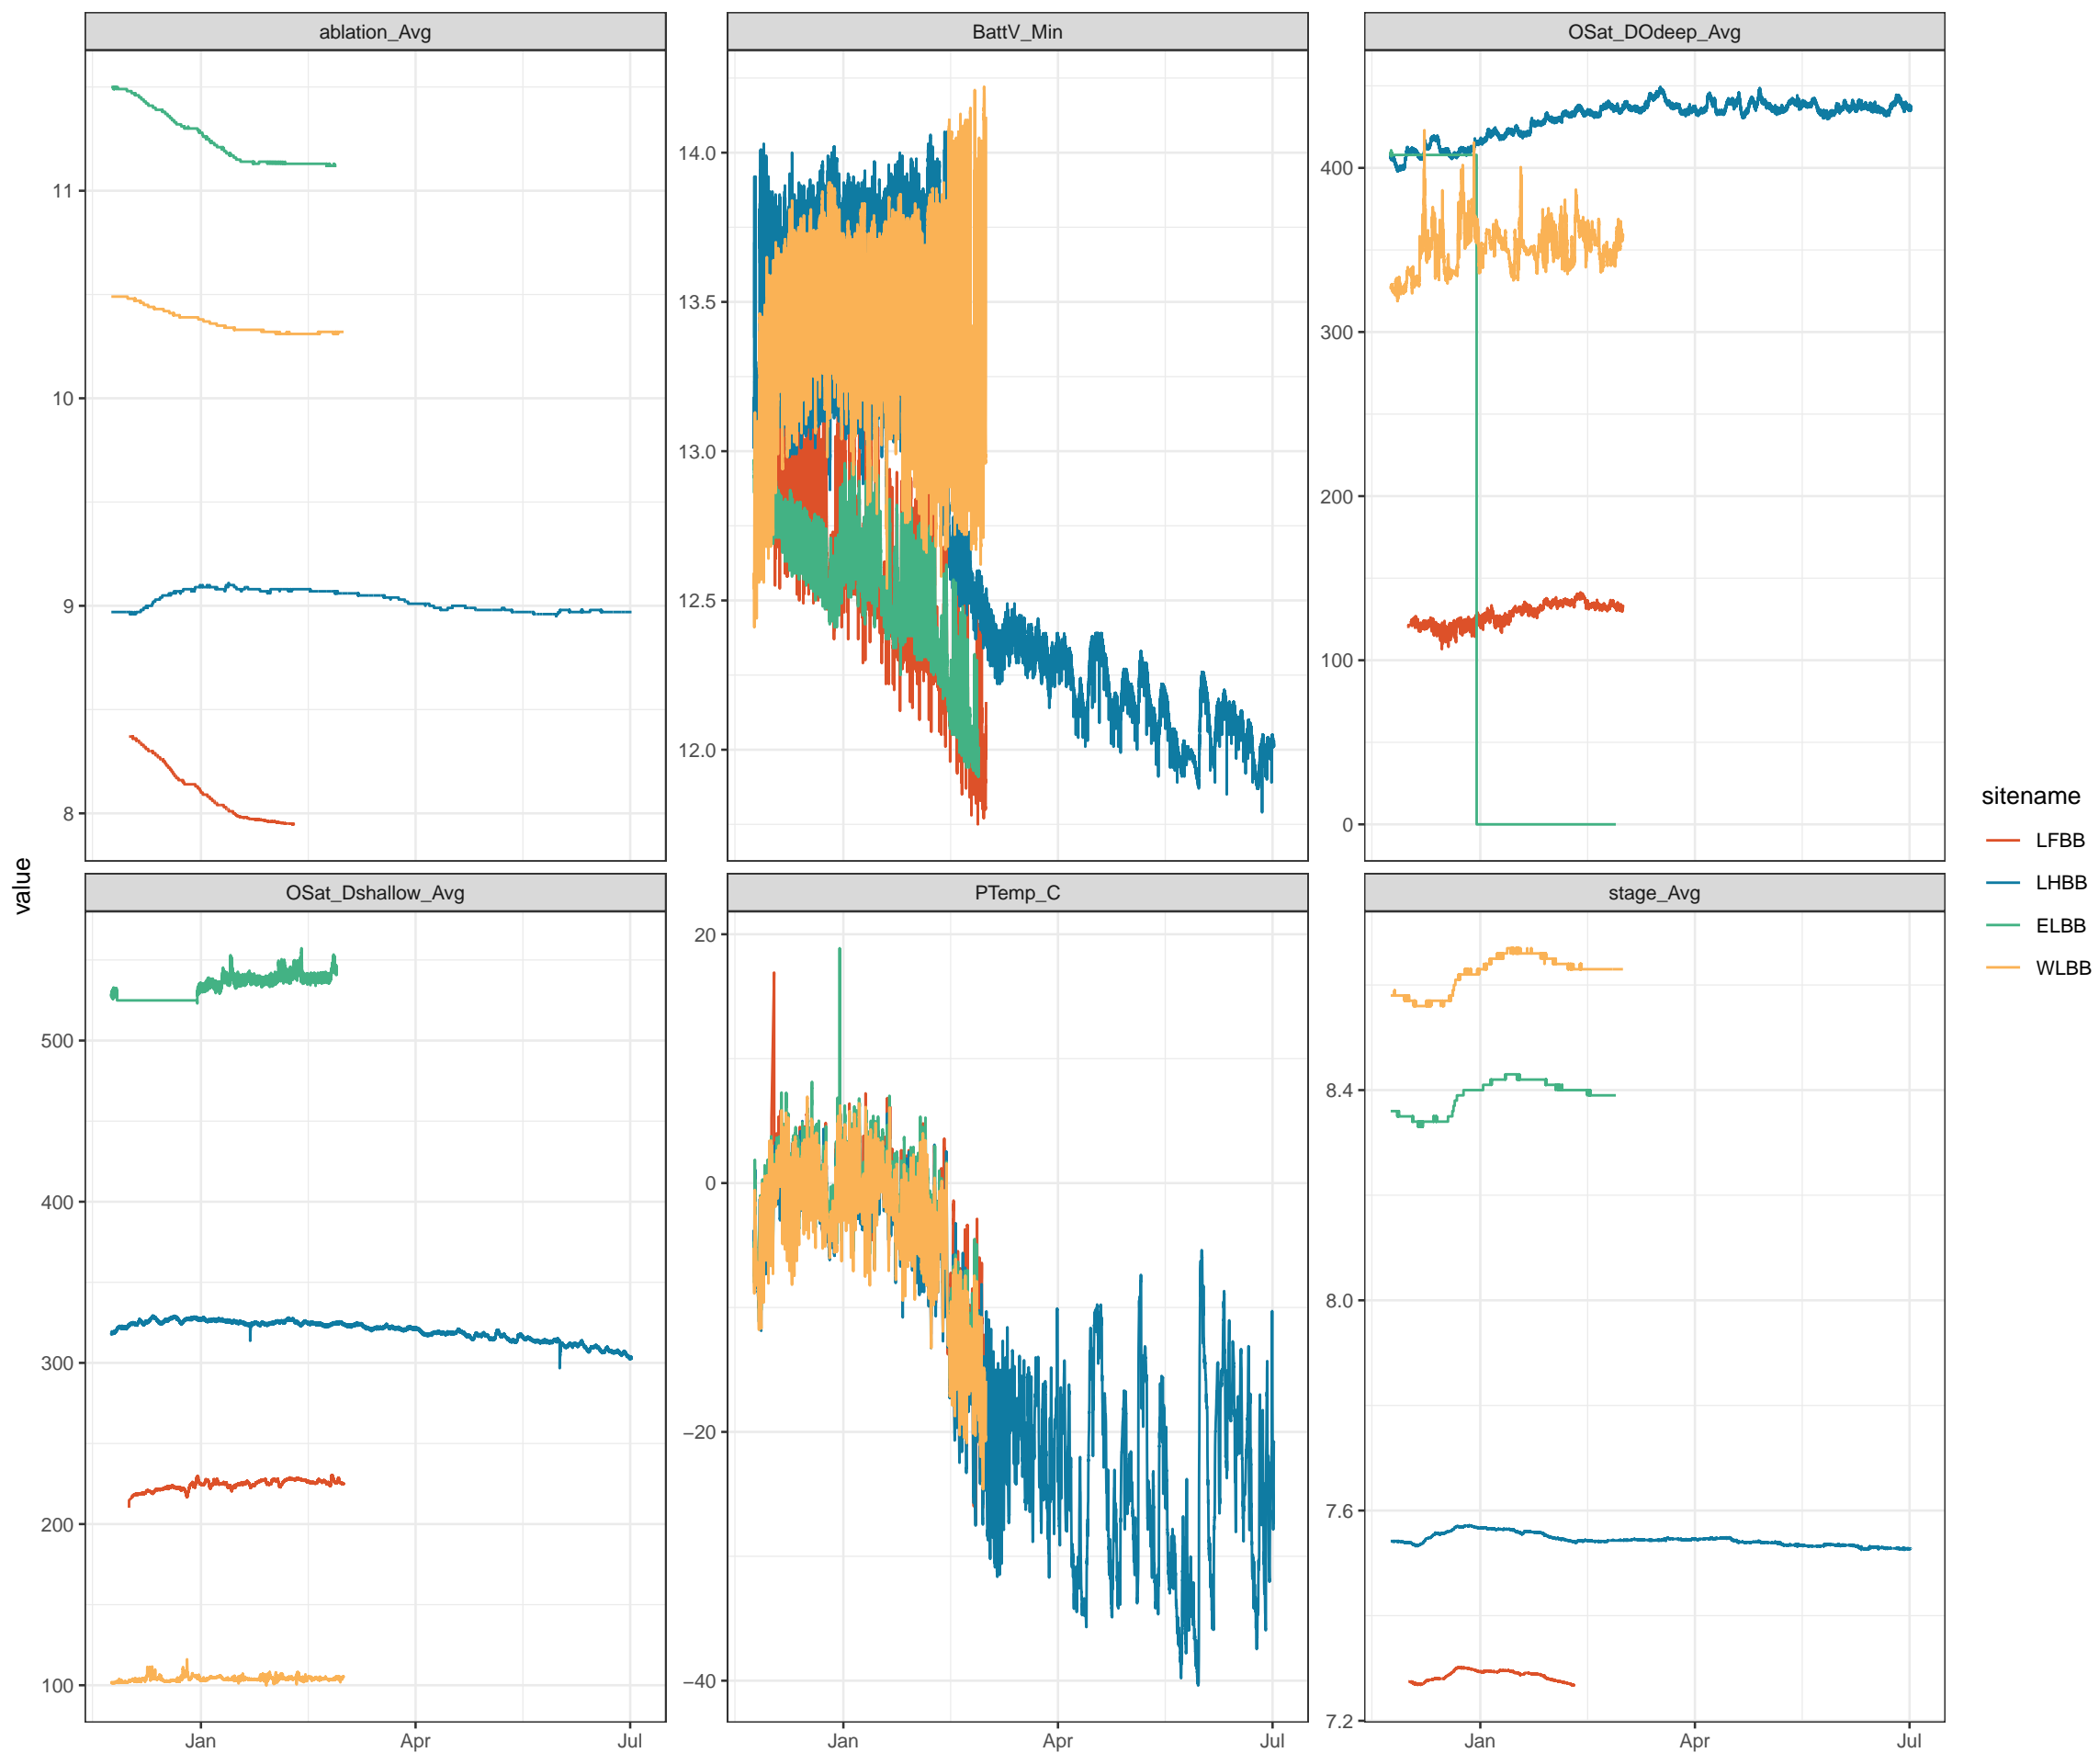 ablation_Avg
BattV_Min
OSat_DOdeep_Avg
11
10
9
8
14.0
13.5
13.0
12.5
12.0
400
300
200
100
0
value
OSat_Dshallow_Avg
PTemp_C
stage_Avg
500
400
300
200
100
20
0
−20
−40
8.4
8.0
7.6
7.2
Jan Apr Jul
Jan Apr Jul
Jan Apr Jul
sitename
LFBB
LHBB
ELBB
WLBB